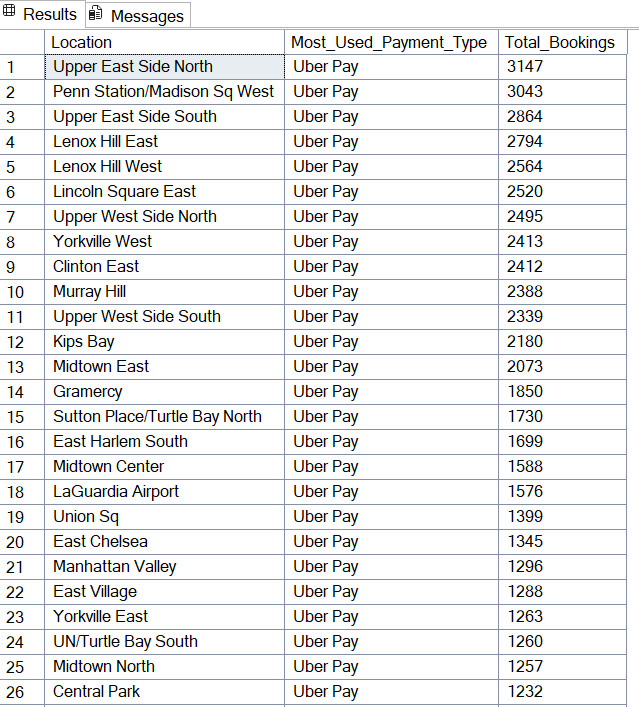 Results Messages
Location Most_Used_Payment_Type Total_Bookings
1 Upper East Side North Uber Pay 3147
2 Penn Station/Madison Sq West Uber Pay 3043
3 Upper East Side South Uber Pay 2864
4 Lenox Hill East Uber Pay 2794
5 Lenox Hill West Uber Pay 2564
6 Lincoln Square East Uber Pay 2520
7 Upper West Side North Uber Pay 2495
8 Yorkville West Uber Pay 2413
9 Clinton East Uber Pay 2412
10 Murray Hill Uber Pay 2388
11 Upper West Side South Uber Pay 2339
12 Kips Bay Uber Pay 2180
13 Midtown East Uber Pay 2073
14 Gramercy Uber Pay 1850
15 Sutton Place/Turtle Bay North Uber Pay 1730
16 East Harlem South Uber Pay 1699
17 Midtown Center Uber Pay 1588
18 LaGuardia Airport Uber Pay 1576
19 Union Sq Uber Pay 1399
20 East Chelsea Uber Pay 1345
21 Manhattan Valley Uber Pay 1296
22 East Village Uber Pay 1288
23 Yorkville East Uber Pay 1263
24 UN/Turtle Bay South Uber Pay 1260
25 Midtown North Uber Pay 1257
26 Central Park Uber Pay 1232